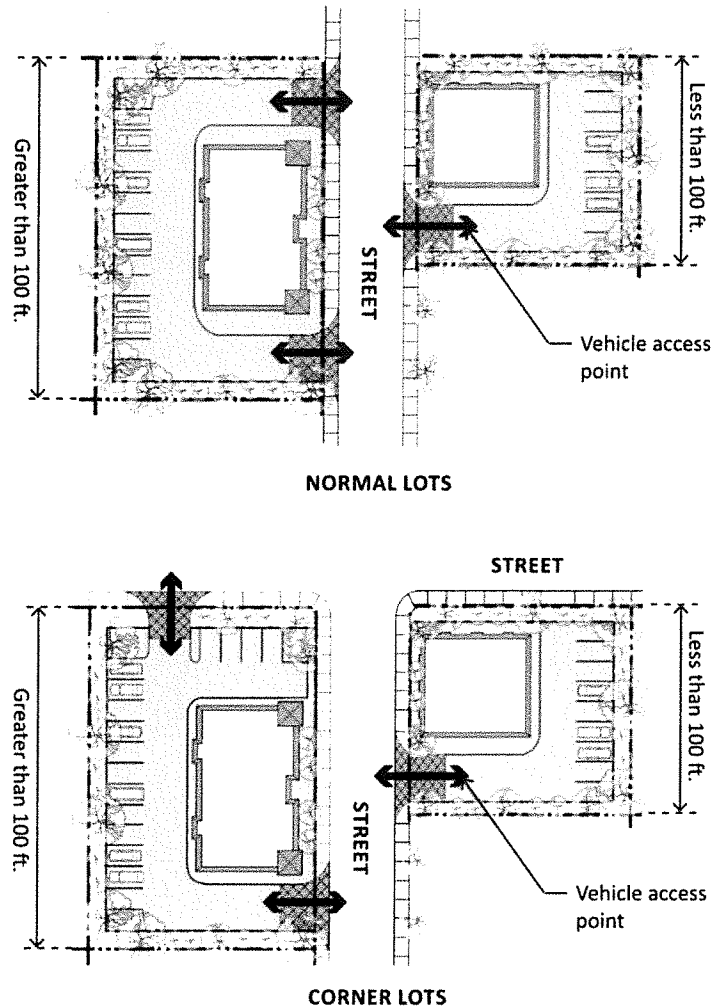 Greater than 100 ft.
STREET
Less than 100 ft.
Vehicle access
point
NORMAL LOTS
STREET
Greater than 100 ft.
STREET
Less than 100 ft.
Vehicle access
point
CORNER LOTS